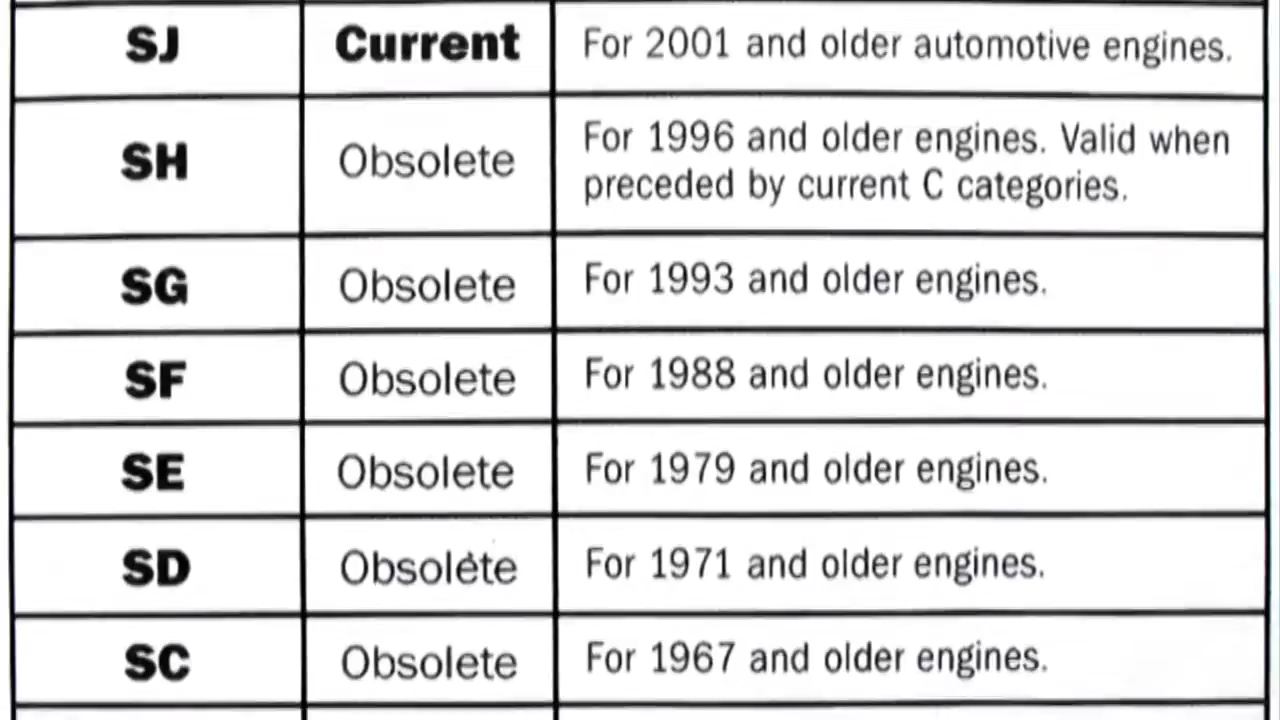 SJ Current For 2001 and older automotive engines.
SH Obsolete For 1996 and older engines. Valid when
preceded by current C categories.
SG Obsolete For 1993 and older engines.
SF Obsolete For 1988 and older engines.
SE Obsolete For 1979 and older engines.
SD Obsolete For 1971 and older engines.
SC Obsolete For 1967 and older engines.